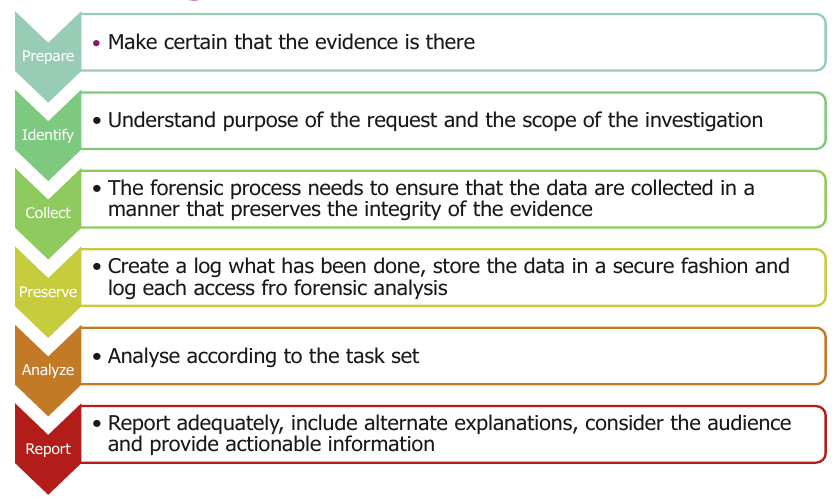 Prepare
• Make certain that the evidence is there
Identify
• Understand purpose of the request and the scope of the investigation
Collect
• The forensic process needs to ensure that the data are collected in a
manner that preserves the integrity of the evidence
Preserve
• Create a log what has been done, store the data in a secure fashion and
log each access fro forensic analysis
Analyze
• Analyse according to the task set
Report
• Report adequately, include alternate explanations, consider the audience
and provide actionable information